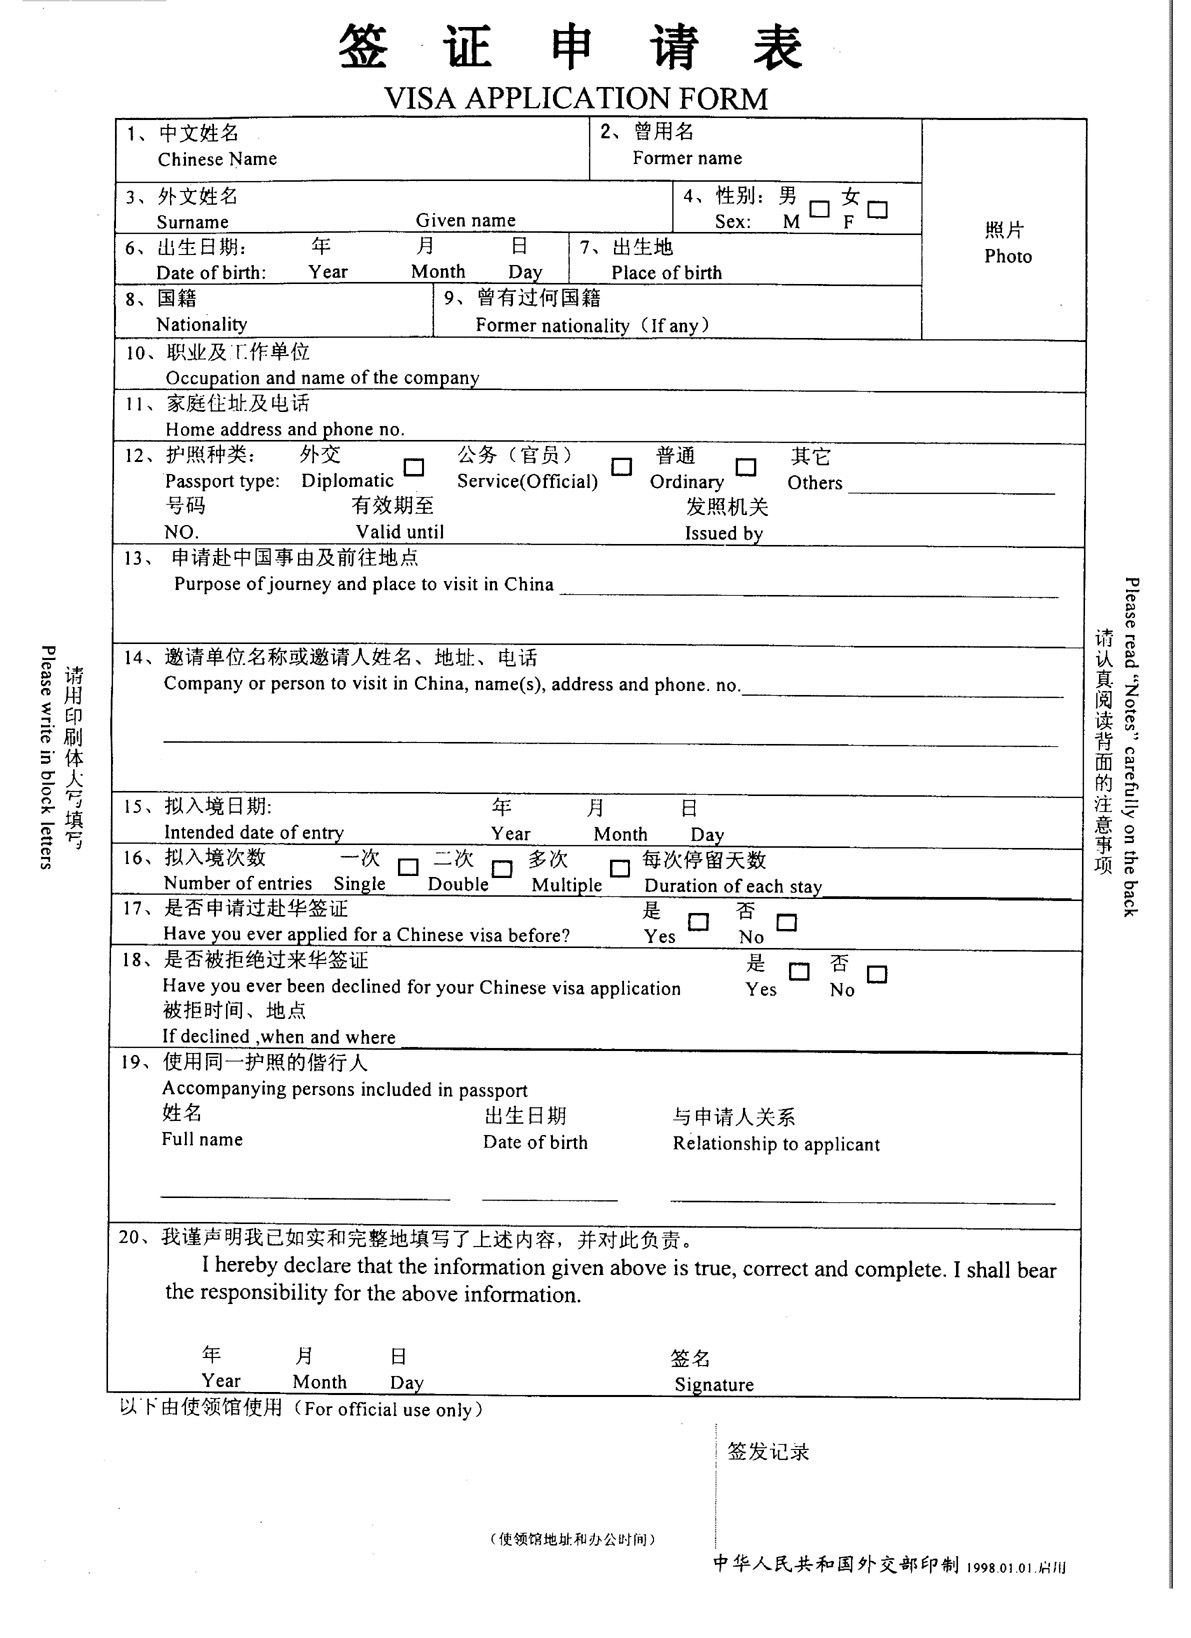 签 证 申 请 表
VISA APPLICATION FORM
1、中文姓名
Chinese Name
2、曾用名
Former name
3、外文姓名
Surname Given name
4、性别：男 □ 女 □
Sex: M F
照片
Photo
6、出生日期： 年 月 日
Date of birth: Year Month Day
7、出生地
Place of birth
8、国籍
Nationality
9、曾有过何国籍
Former nationality（If any）
10、职业及工作单位
Occupation and name of the company
11、家庭住址及电话
Home address and phone no.
12、护照种类： 外交 □ 公务（官员） □ 普通 □ 其它
Passport type: Diplomatic Service(Official) Ordinary Others
号码 有效期至 发照机关
NO. Valid until Issued by
13、 申请赴中国事由及前往地点
Purpose of journey and place to visit in China
14、邀请单位名称或邀请人姓名、地址、电话
Company or person to visit in China, name(s), address and phone. no.
15、拟入境日期: 年 月 日
Intended date of entry Year Month Day
16、拟入境次数 一次 □ 二次 □ 多次 □ 每次停留天数
Number of entries Single Double Multiple Duration of each stay
17、是否申请过赴华签证 是 □ 否 □
Have you ever applied for a Chinese visa before? Yes No
18、是否被拒绝过来华签证 是 □ 否 □
Have you ever been declined for your Chinese visa application Yes No
被拒时间、地点
If declined ,when and where
19、使用同一护照的偕行人
Accompanying persons included in passport
姓名 出生日期 与申请人关系
Full name Date of birth Relationship to applicant
20、我谨声明我已如实和完整地填写了上述内容，并对此负责。
I hereby declare that the information given above is true, correct and complete. I shall bear
the responsibility for the above information.
年 月 日 签名
Year Month Day Signature
以下由使领馆使用（For official use only）
签发记录
（使领馆地址和办公时间）
中华人民共和国外交部印制 1998.01.01.启用
请用印刷体大写填写
Please write in block letters
Please read "Notes" carefully on the back
请认真阅读背面的注意事项